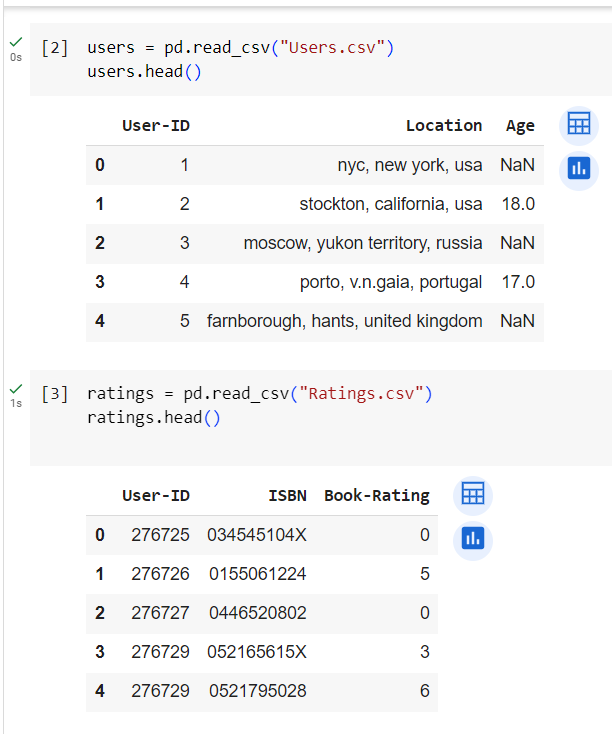 [2] users = pd.read_csv("Users.csv")
0s
users.head()
User-ID Location Age
0 1 nyc, new york, usa NaN
1 2 stockton, california, usa 18.0
2 3 moscow, yukon territory, russia NaN
3 4 porto, v.n.gaia, portugal 17.0
4 5 farnborough, hants, united kingdom NaN
[3] ratings = pd.read_csv("Ratings.csv")
1s
ratings.head()
User-ID ISBN Book-Rating
0 276725 034545104X 0
1 276726 0155061224 5
2 276727 0446520802 0
3 276729 052165615X 3
4 276729 0521795028 6